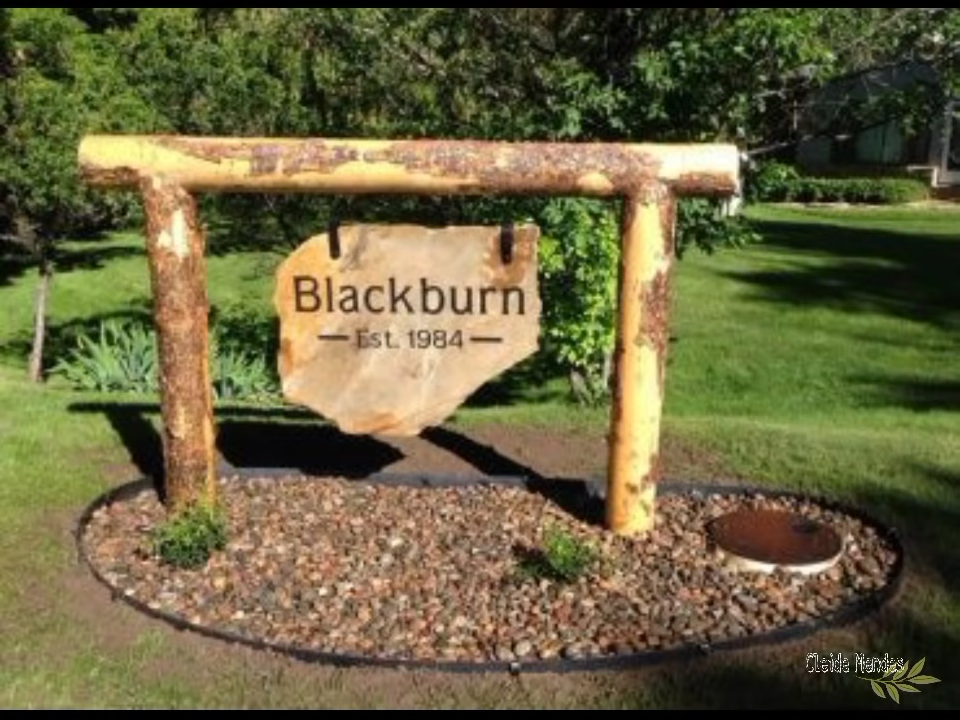 Blackburn
— Est. 1984 —
Cleide Mendes